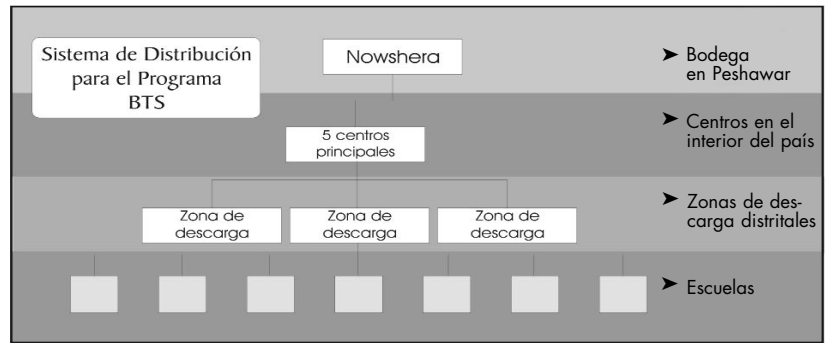 Sistema de Distribución
para el Programa
BTS
Nowshera
➤ Bodega
en Peshawar
5 centros
principales
➤ Centros en el
interior del país
Zona de
descarga
Zona de
descarga
Zona de
descarga
➤ Zonas de des-
carga distritales
➤ Escuelas